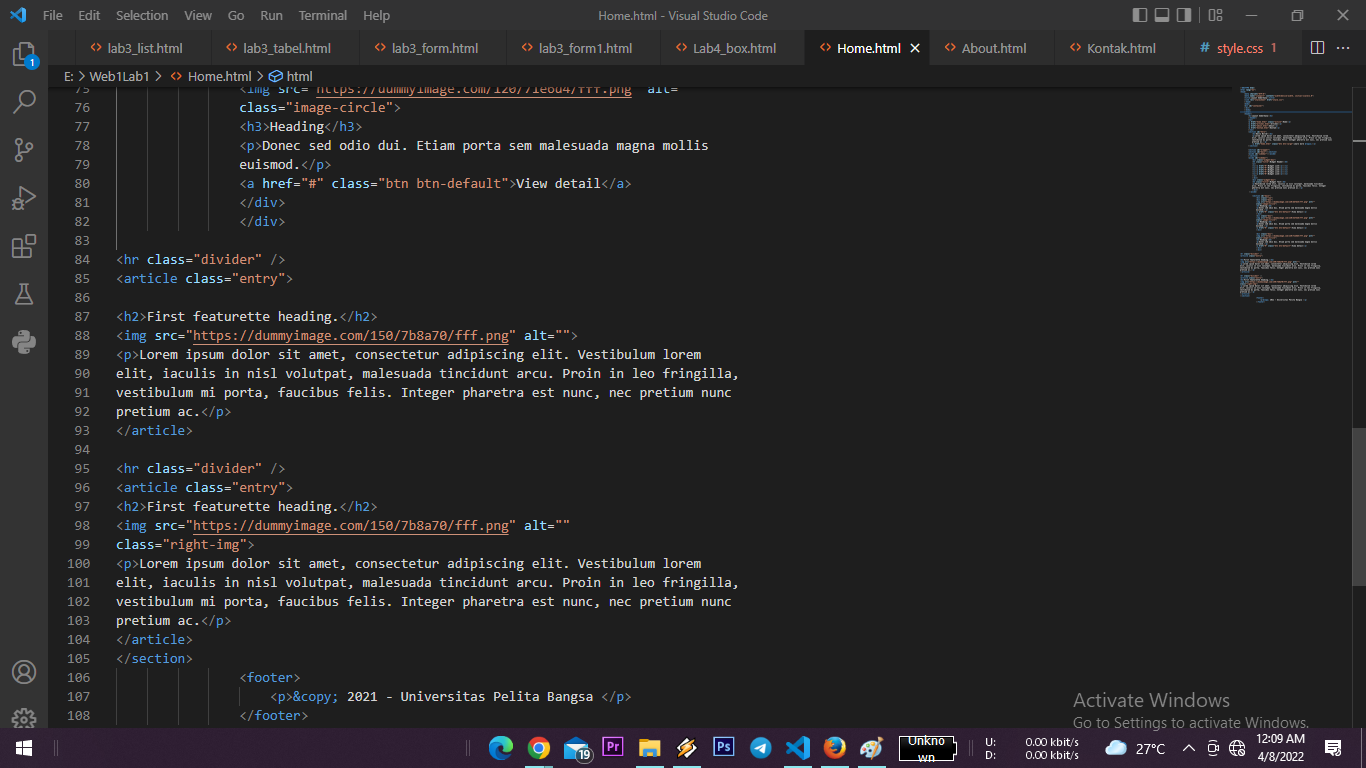 File Edit Selection View Go Run Terminal Help Home.html - Visual Studio Code
lab3_list.html lab3_tabel.html lab3_form.html lab3_form1.html Lab4_box.html Home.html About.html Kontak.html # style.css 1
1
E: > Web1Lab1 > Home.html > html
75 <img src="https://dummyimage.com/120/71e6d4/fff.png" alt=
76 class="image-circle">
77 <h3>Heading</h3>
78 <p>Donec sed odio dui. Etiam porta sem malesuada magna mollis
79 euismod.</p>
80 <a href="#" class="btn btn-default">View detail</a>
81 </div>
82 </div>
83
84 <hr class="divider" />
85 <article class="entry">
86
87 <h2>First featurette heading.</h2>
88 <img src="https://dummyimage.com/150/7b8a70/fff.png" alt="">
89 <p>Lorem ipsum dolor sit amet, consectetur adipiscing elit. Vestibulum lorem
90 elit, iaculis in nisl volutpat, malesuada tincidunt arcu. Proin in leo fringilla,
91 vestibulum mi porta, faucibus felis. Integer pharetra est nunc, nec pretium nunc
92 pretium ac.</p>
93 </article>
94
95 <hr class="divider" />
96 <article class="entry">
97 <h2>First featurette heading.</h2>
98 <img src="https://dummyimage.com/150/7b8a70/fff.png" alt=""
99 class="right-img">
100 <p>Lorem ipsum dolor sit amet, consectetur adipiscing elit. Vestibulum lorem
101 elit, iaculis in nisl volutpat, malesuada tincidunt arcu. Proin in leo fringilla,
102 vestibulum mi porta, faucibus felis. Integer pharetra est nunc, nec pretium nunc
103 pretium ac.</p>
104 </article>
105 </section>
106 <footer>
107 <p>&copy; 2021 - Universitas Pelita Bangsa </p>
108 </footer>
Activate Windows
Go to Settings to activate Windows.
19 Pr Ps Unkno
wn
U: 0.00 kbit/s
D: 0.00 kbit/s
27°C
12:09 AM
4/8/2022